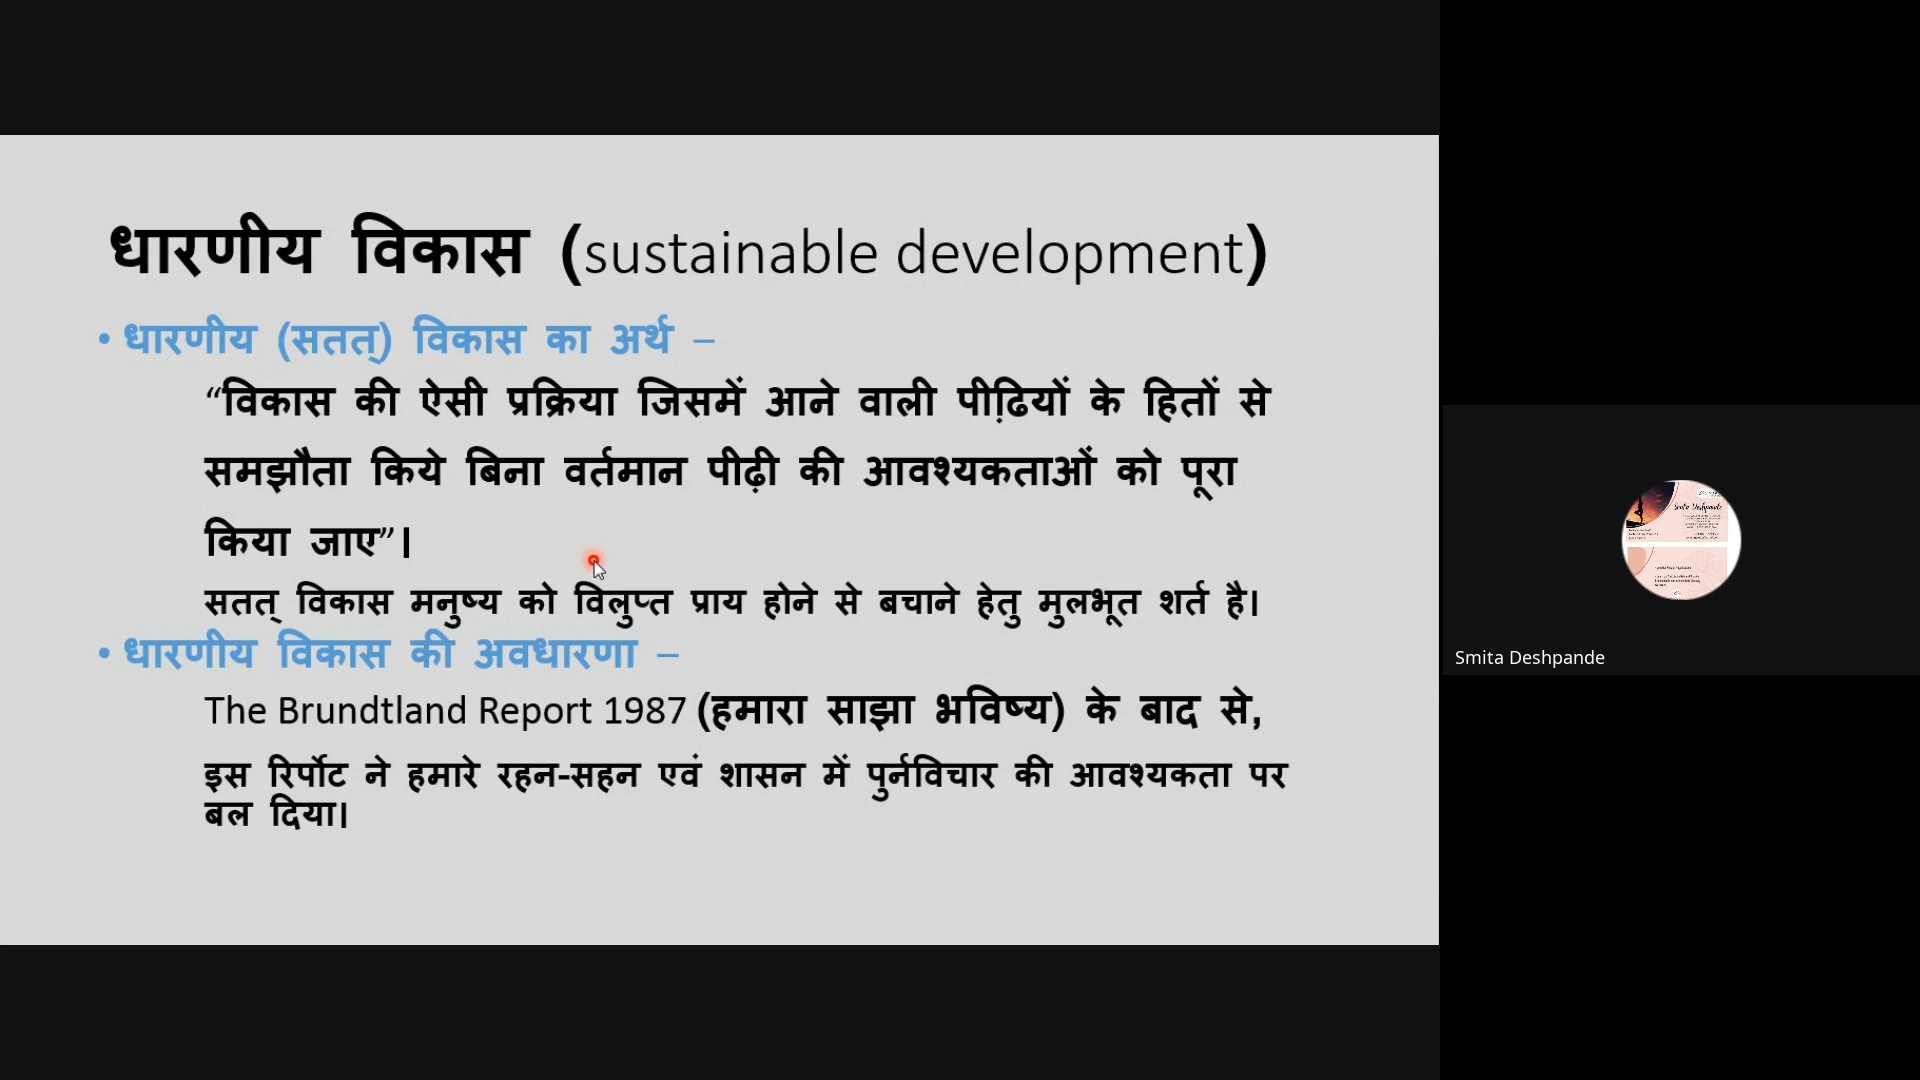 धारणीय विकास (sustainable development)
• धारणीय (सतत्) विकास का अर्थ –
“विकास की ऐसी प्रक्रिया जिसमें आने वाली पीढ़ियों के हितों से
समझौता किये बिना वर्तमान पीढ़ी की आवश्यकताओं को पूरा
किया जाए”।
सतत् विकास मनुष्य को विलुप्त प्राय होने से बचाने हेतु मुलभूत शर्त है।
• धारणीय विकास की अवधारणा –
The Brundtland Report 1987 (हमारा साझा भविष्य) के बाद से,
इस रिर्पोट ने हमारे रहन-सहन एवं शासन में पुर्नविचार की आवश्यकता पर
बल दिया।
Smita Deshpande
Smita Deshpande